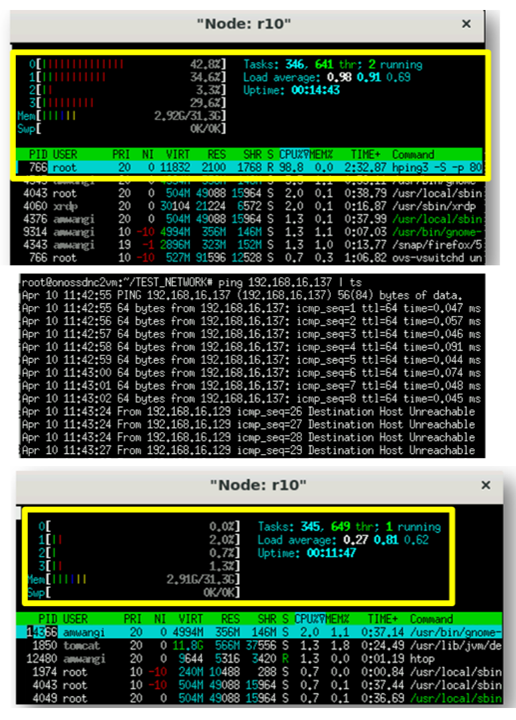 "Node: r10" ×
0[||||||||||||||| 42.8%] Tasks: 346, 641 thr; 2 running
1[||||||||||| 34.6%] Load average: 0.98 0.91 0.69
2[|| 3.3%] Uptime: 00:14:43
3[||||||||||| 29.6%]
Mem[||||||| 2.92G/31.3G]
Swp[ 0K/0K]
PID USER PRI NI VIRT RES SHR S CPU%▽MEM% TIME+ Command
766 root 20 0 11832 2100 1768 R 98.8 0.0 2:32.87 hping3 -S -p 80
4043 root 20 0 504M 49088 15964 S 2.0 0.1 0:38.79 /usr/local/sbin
4060 xrdp 20 0 30104 21224 6572 S 2.0 0.1 0:16.87 /usr/sbin/xrdp
4376 amwangi 20 0 504M 49088 15964 S 1.3 0.1 0:37.99 /usr/local/sbin
9314 amwangi 10 -10 4994M 356M 146M S 1.3 1.1 0:07.03 /usr/bin/gnome-
4343 amwangi 19 -1 2896M 323M 152M S 1.3 1.0 0:13.77 /snap/firefox/5
766 root 10 -10 527M 91596 12528 S 0.7 0.3 1:06.82 ovs-vswitchd un
root@onossdnc2vm:~/TEST_NETWORK# ping 192.168.16.137 | ts
Apr 10 11:42:55 PING 192.168.16.137 (192.168.16.137) 56(84) bytes of data.
Apr 10 11:42:55 64 bytes from 192.168.16.137: icmp_seq=1 ttl=64 time=0.047 ms
Apr 10 11:42:56 64 bytes from 192.168.16.137: icmp_seq=2 ttl=64 time=0.056 ms
Apr 10 11:42:57 64 bytes from 192.168.16.137: icmp_seq=3 ttl=64 time=0.046 ms
Apr 10 11:42:58 64 bytes from 192.168.16.137: icmp_seq=4 ttl=64 time=0.091 ms
Apr 10 11:42:59 64 bytes from 192.168.16.137: icmp_seq=5 ttl=64 time=0.044 ms
Apr 10 11:43:00 64 bytes from 192.168.16.137: icmp_seq=6 ttl=64 time=0.074 ms
Apr 10 11:43:01 64 bytes from 192.168.16.137: icmp_seq=7 ttl=64 time=0.048 ms
Apr 10 11:43:02 64 bytes from 192.168.16.137: icmp_seq=8 ttl=64 time=0.045 ms
Apr 10 11:43:24 From 192.168.16.129 icmp_seq=26 Destination Host Unreachable
Apr 10 11:43:24 From 192.168.16.129 icmp_seq=27 Destination Host Unreachable
Apr 10 11:43:24 From 192.168.16.129 icmp_seq=28 Destination Host Unreachable
Apr 10 11:43:27 From 192.168.16.129 icmp_seq=29 Destination Host Unreachable
"Node: r10" ×
0[ 0.0%] Tasks: 345, 649 thr; 1 running
1[|| 2.0%] Load average: 0.27 0.81 0.62
2[|| 0.7%] Uptime: 00:11:47
3[|| 1.3%]
Mem[||||||| 2.91G/31.3G]
Swp[ 0K/0K]
PID USER PRI NI VIRT RES SHR S CPU%▽MEM% TIME+ Command
14366 amwangi 20 0 4994M 356M 146M S 2.0 1.1 0:37.14 /usr/bin/gnome-
1850 tomcat 20 0 11.8G 566M 37556 S 1.3 1.8 0:24.49 /usr/lib/jvm/de
12480 amwangi 20 0 9644 5316 3420 R 1.3 0.0 0:01.19 htop
1974 root 10 -10 240M 10488 288 S 0.7 0.0 0:00.84 /usr/local/sbin
4043 root 20 0 504M 49088 15964 S 0.7 0.1 0:37.44 /usr/local/sbin
4049 root 20 0 504M 49088 15964 S 0.7 0.1 0:36.69 /usr/local/sbin